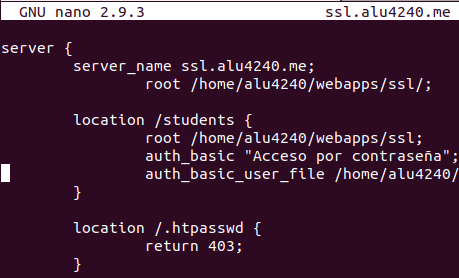 GNU nano 2.9.3 ssl.alu4240.me
server {
server_name ssl.alu4240.me;
root /home/alu4240/webapps/ssl/;
location /students {
root /home/alu4240/webapps/ssl;
auth_basic "Acceso por contraseña";
auth_basic_user_file /home/alu4240/
}
location /.htpasswd {
return 403;
}